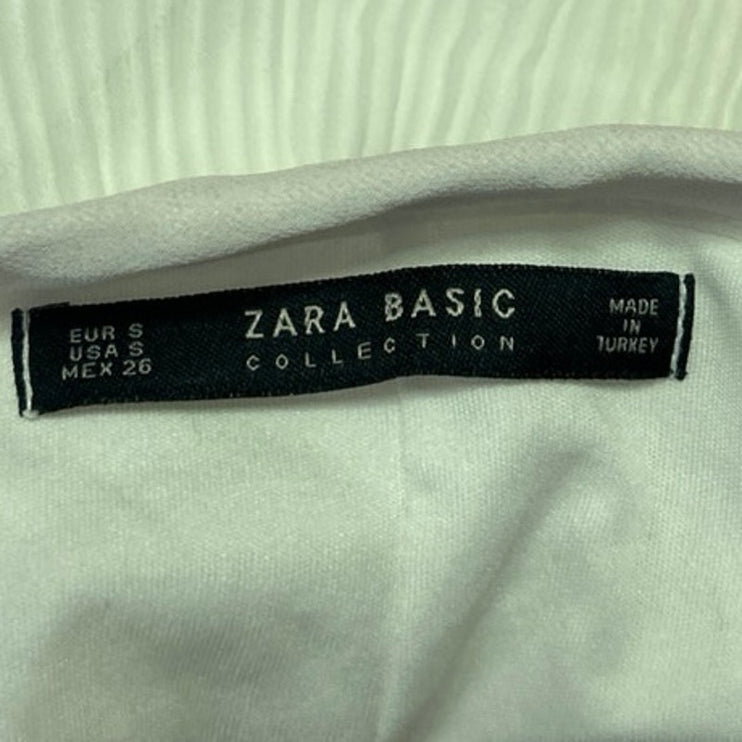 EUR S
USA S
MEX 26
ZARA BASIC
COLLECTION
MADE
IN
TURKEY